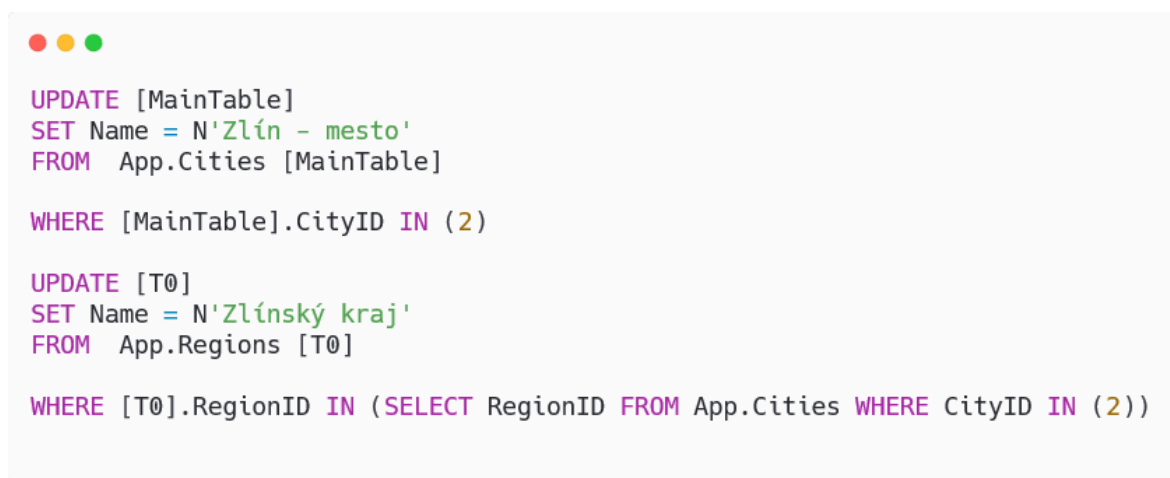 UPDATE [MainTable]
SET Name = N'Zlín - mesto'
FROM  App.Cities [MainTable]
WHERE [MainTable].CityID IN (2)
UPDATE [T0]
SET Name = N'Zlínský kraj'
FROM  App.Regions [T0]
WHERE [T0].RegionID IN (SELECT RegionID FROM App.Cities WHERE CityID IN (2))